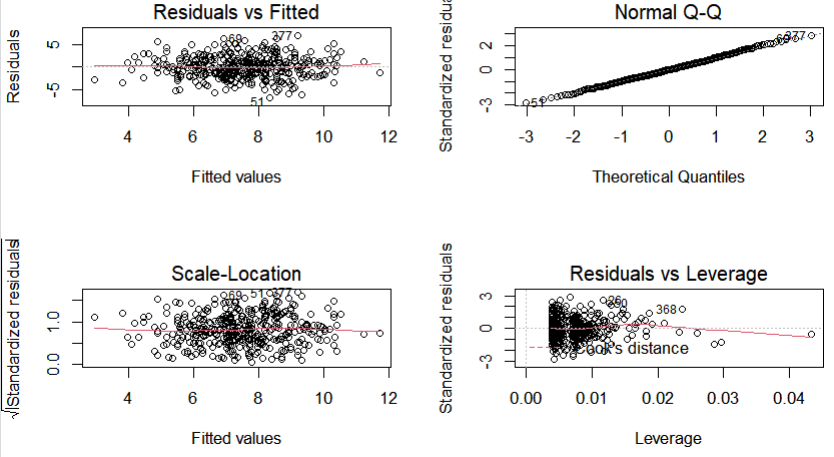 Residuals vs Fitted
Residuals
5
-5
69
277
51
4 6 8 10 12
Fitted values
Normal Q-Q
Standardized residua
2
0
-3
51
277
-3 -2 -1 0 1 2 3
Theoretical Quantiles
Scale-Location
√|Standardized residuals|
1.0
0.0
69
51
277
4 6 8 10 12
Fitted values
Residuals vs Leverage
Standardized residuals
3
0
-3
26
368
Cook's distance
0.00 0.01 0.02 0.03 0.04
Leverage